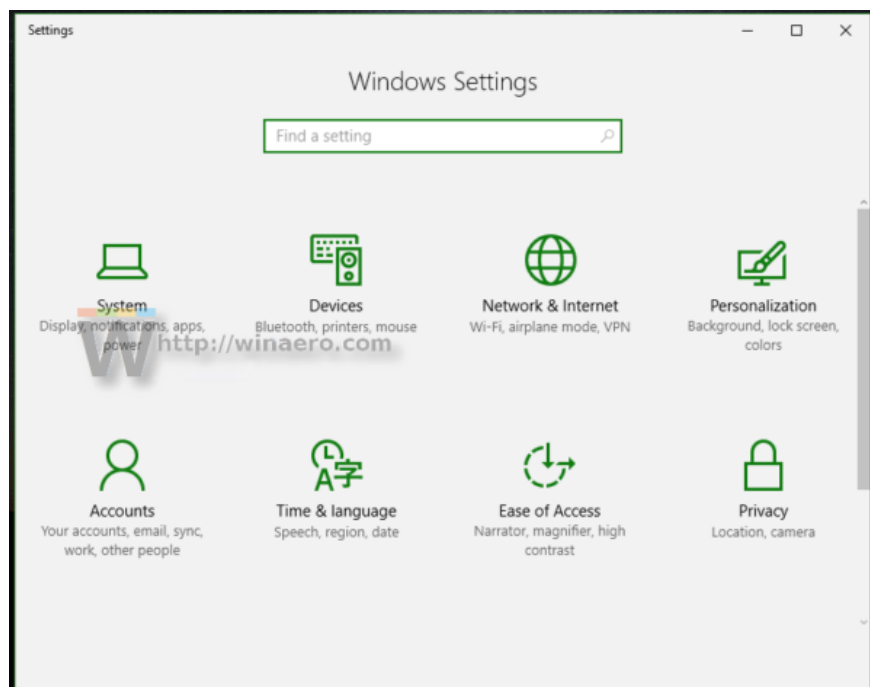 Settings
Windows Settings
Find a setting
System
Display, notifications, apps,
power
Devices
Bluetooth, printers, mouse
Network & Internet
Wi-Fi, airplane mode, VPN
Personalization
Background, lock screen,
colors
W http://winaero.com
Accounts
Your accounts, email, sync,
work, other people
Time & language
Speech, region, date
Ease of Access
Narrator, magnifier, high
contrast
Privacy
Location, camera